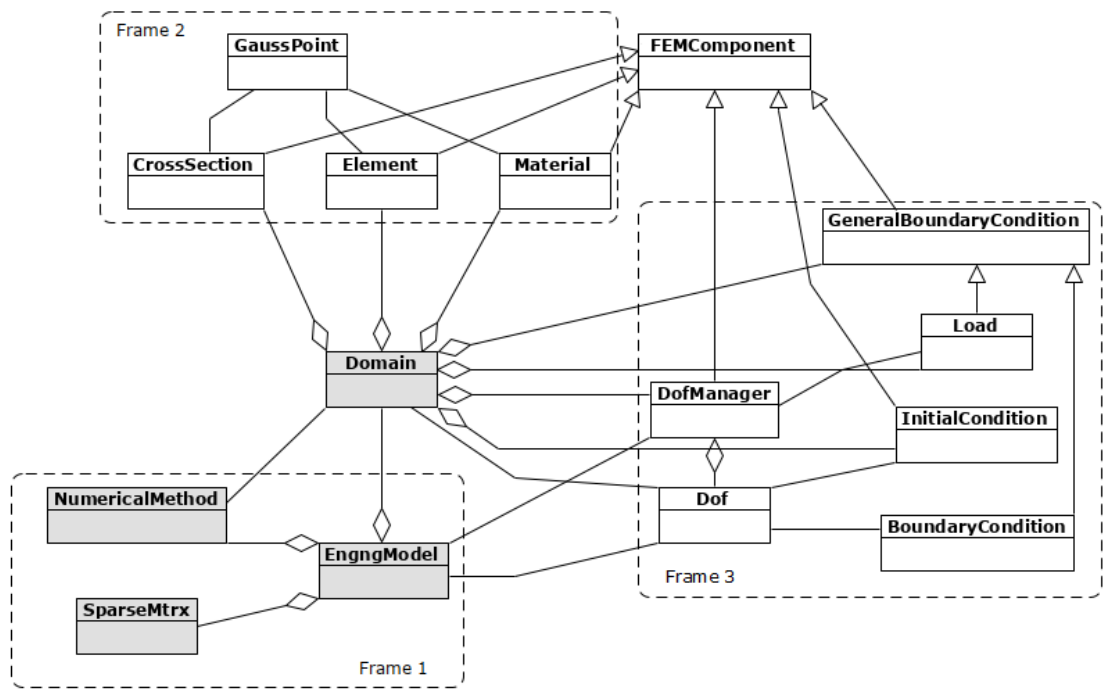 Frame 2
GaussPoint
FEMComponent
CrossSection
Element
Material
GeneralBoundaryCondition
Load
Domain
DofManager
InitialCondition
NumericalMethod
Dof
BoundaryCondition
EngngModel
Frame 3
SparseMtrx
Frame 1